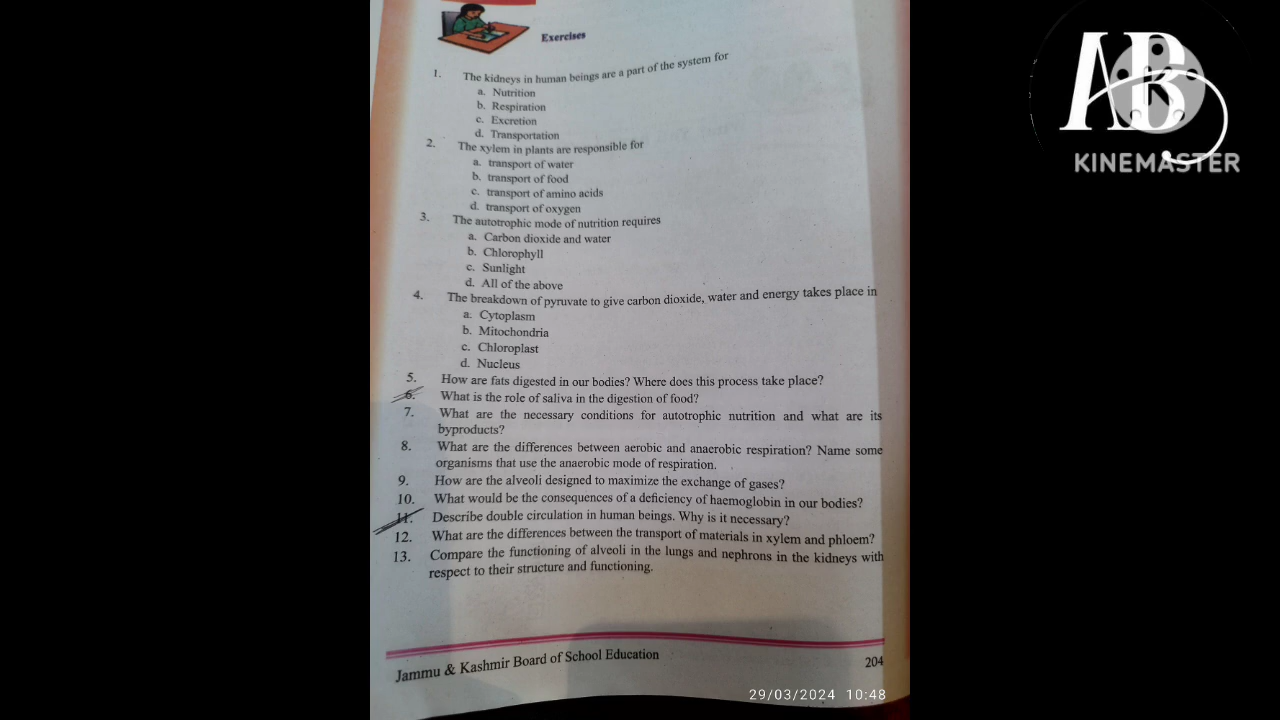 Exercises
1. The kidneys in human beings are a part of the system for
a. Nutrition
b. Respiration
c. Excretion
d. Transportation
2. The xylem in plants are responsible for
a. transport of water
b. transport of food
c. transport of amino acids
d. transport of oxygen
3. The autotrophic mode of nutrition requires
a. Carbon dioxide and water
b. Chlorophyll
c. Sunlight
d. All of the above
4. The breakdown of pyruvate to give carbon dioxide, water and energy takes place in
a. Cytoplasm
b. Mitochondria
c. Chloroplast
d. Nucleus
5. How are fats digested in our bodies? Where does this process take place?
6. What is the role of saliva in the digestion of food?
7. What are the necessary conditions for autotrophic nutrition and what are its
byproducts?
8. What are the differences between aerobic and anaerobic respiration? Name some
organisms that use the anaerobic mode of respiration.
9. How are the alveoli designed to maximize the exchange of gases?
10. What would be the consequences of a deficiency of haemoglobin in our bodies?
11. Describe double circulation in human beings. Why is it necessary?
12. What are the differences between the transport of materials in xylem and phloem?
13. Compare the functioning of alveoli in the lungs and nephrons in the kidneys with
respect to their structure and functioning.
Jammu & Kashmir Board of School Education
204
29/03/2024 10:48
AB
K
KINEMASTER